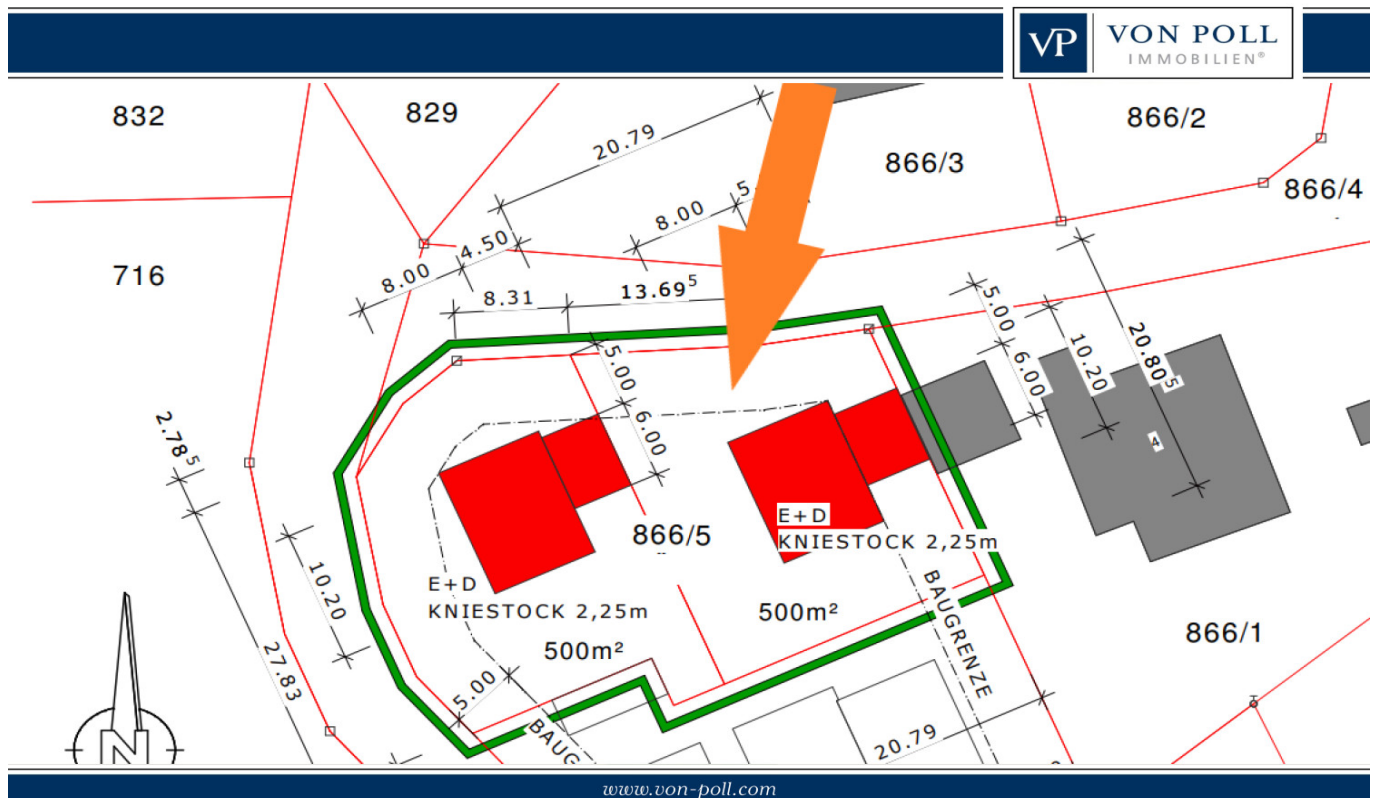 VP VON POLL
IMMOBILIEN®
832
829
866/2
20.79
866/3
866/4
8.00
716
4.50
8.00
8.31
13.69⁵
5.00
5.00
10.20
20.80⁵
6.00
6.00
2.78⁵
4
E+D
KNIESTOCK 2,25m
866/5
10.20
E+D
KNIESTOCK 2,25m
BAUGRENZE
500m²
500m²
866/1
27.83
5.00
BAUG
20.79
N
www.von-poll.com